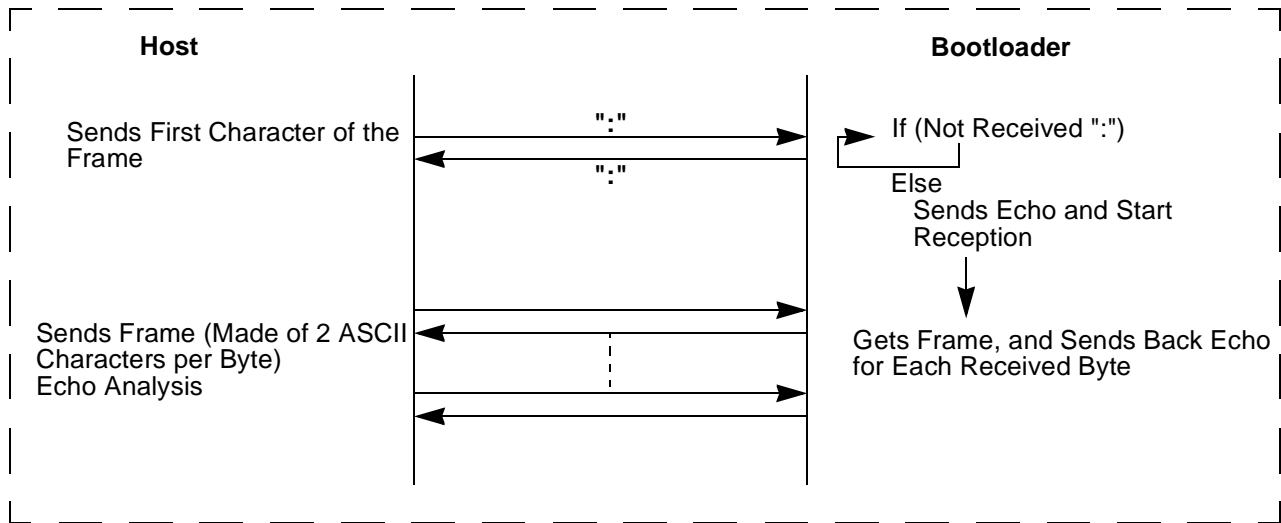 Host
Bootloader
Sends First Character of the
Frame
":"
":"
If (Not Received ":")
Else
Sends Echo and Start
Reception
Sends Frame (Made of 2 ASCII
Characters per Byte)
Echo Analysis
Gets Frame, and Sends Back Echo
for Each Received Byte